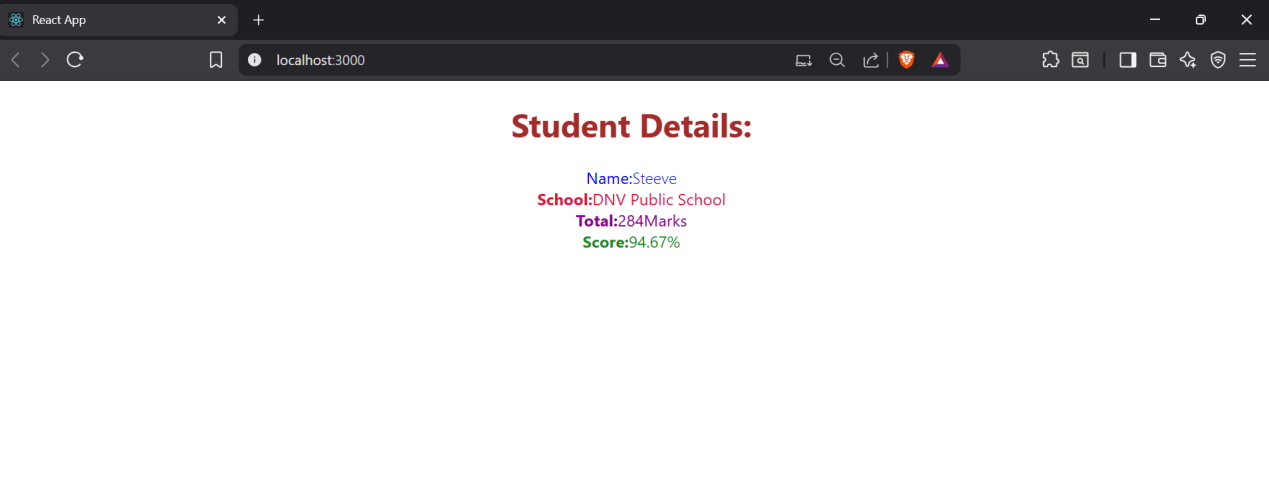 React App
localhost:3000
Student Details:
Name:Steeve
School:DNV Public School
Total:284Marks
Score:94.67%